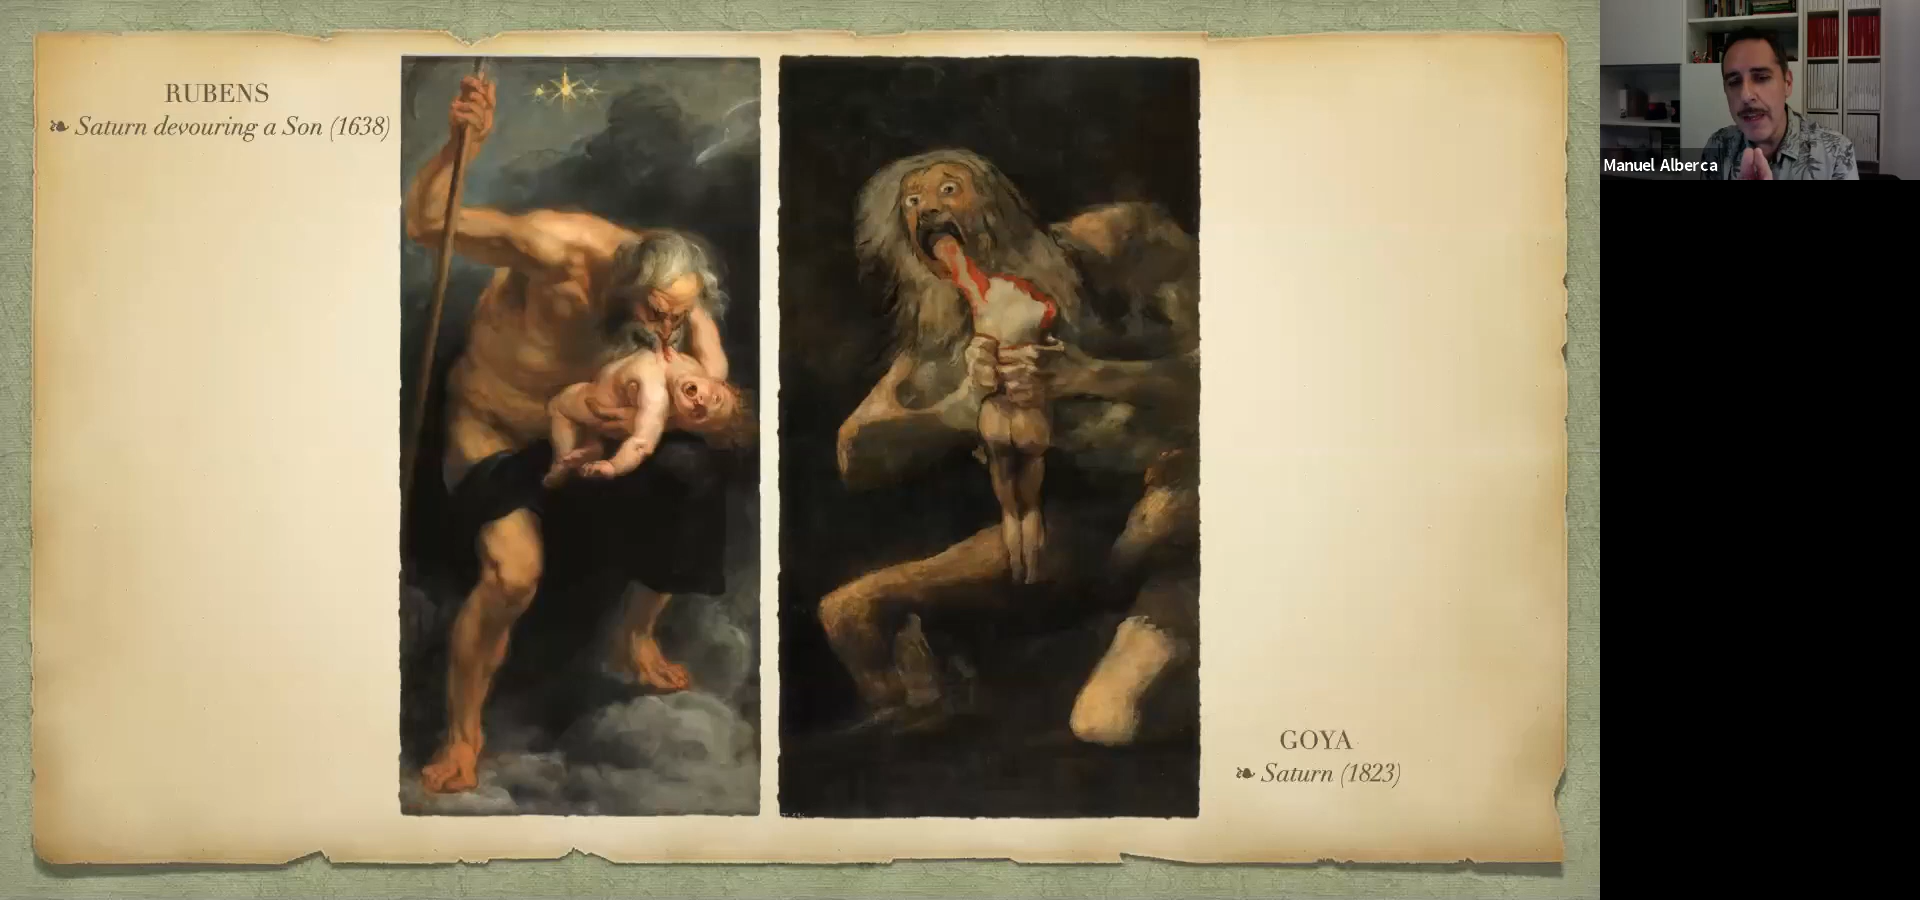 RUBENS
❧ Saturn devouring a Son (1638)
Manuel Alberca
GOYA
❧ Saturn (1823)